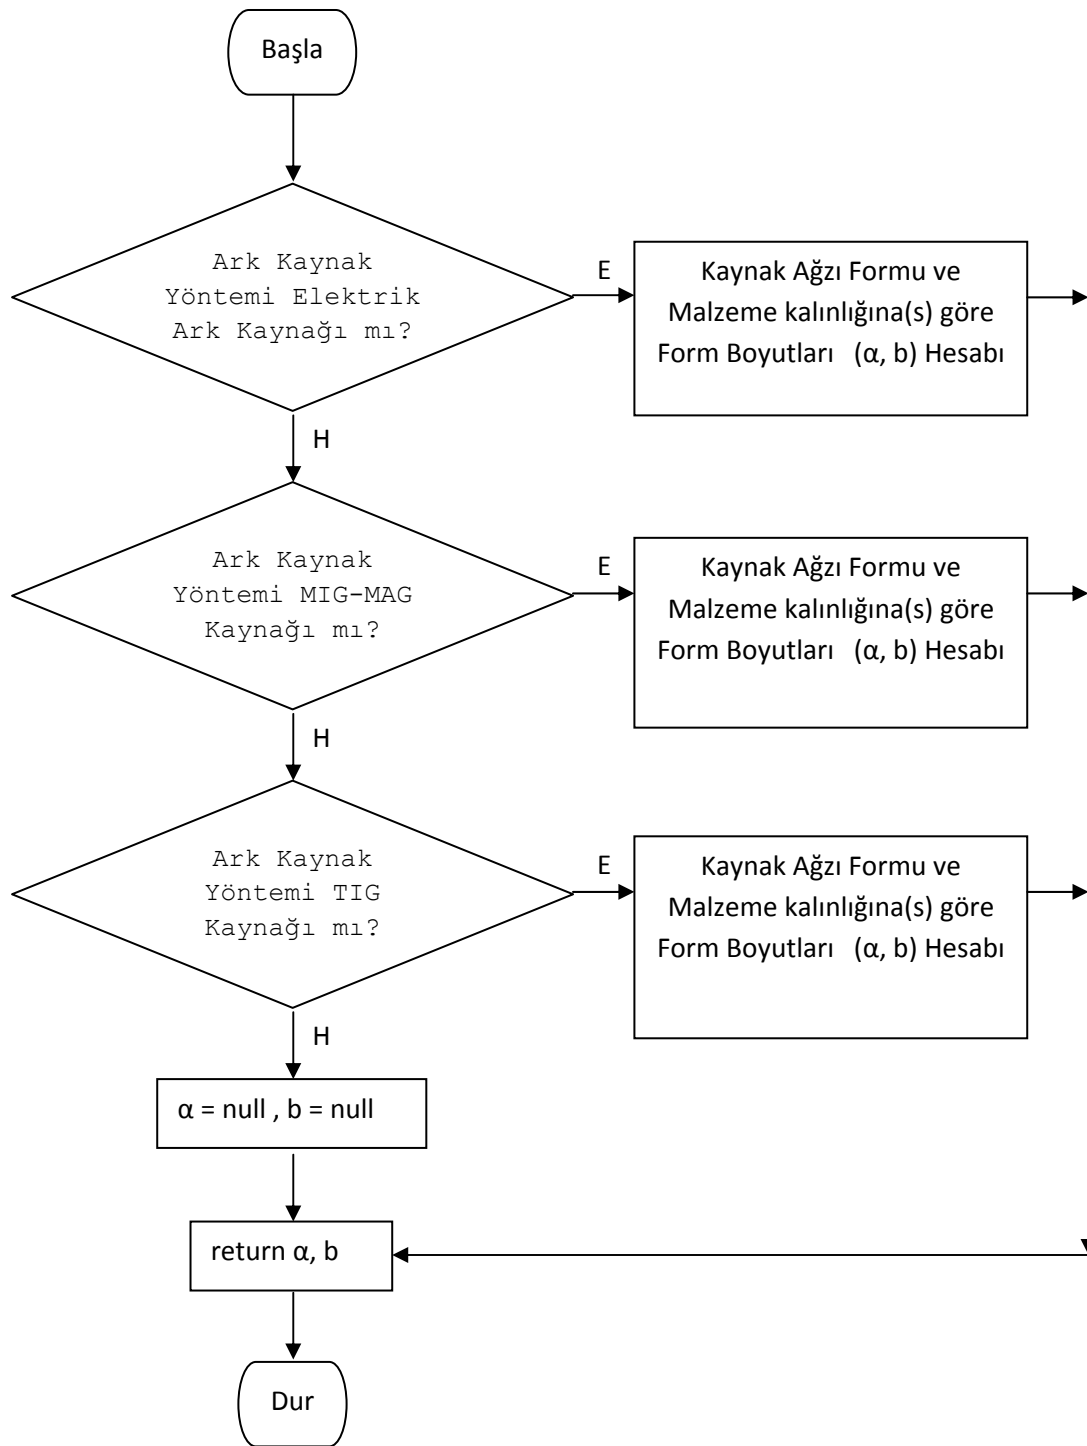 Başla
Ark Kaynak
Yöntemi Elektrik
Ark Kaynağı mı?
E
Kaynak Ağzı Formu ve
Malzeme kalınlığına(s) göre
Form Boyutları (α, b) Hesabı
H
Ark Kaynak
Yöntemi MIG-MAG
Kaynağı mı?
E
Kaynak Ağzı Formu ve
Malzeme kalınlığına(s) göre
Form Boyutları (α, b) Hesabı
H
Ark Kaynak
Yöntemi TIG
Kaynağı mı?
E
Kaynak Ağzı Formu ve
Malzeme kalınlığına(s) göre
Form Boyutları (α, b) Hesabı
H
α = null , b = null
return α, b
Dur